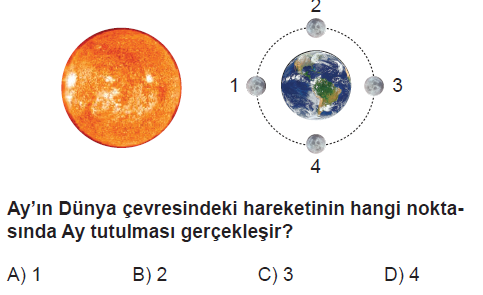 2
1
3
4
Ay'ın Dünya çevresindeki hareketinin hangi nokta-
sında Ay tutulması gerçekleşir?
A) 1 B) 2 C) 3 D) 4